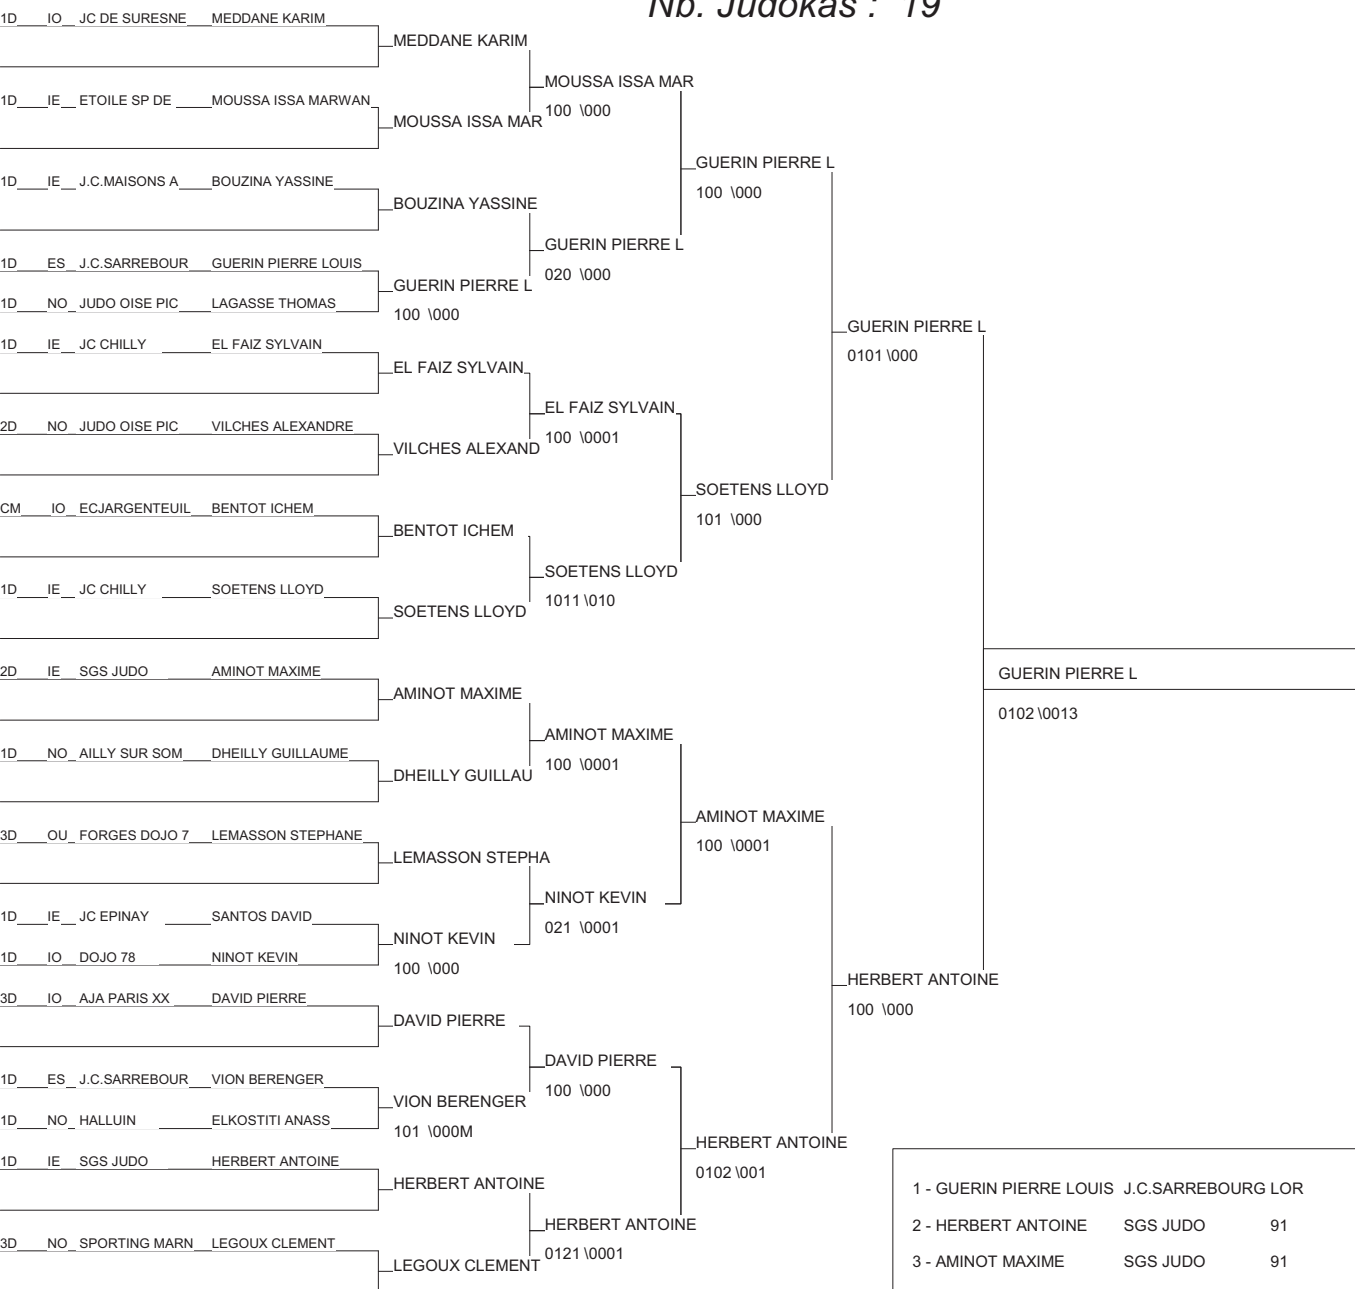 Nb. Judokas : 19
1D IO JC DE SURESNE MEDDANE KARIM
MEDDANE KARIM
MOUSSA ISSA MAR
100 \000
1D IE ETOILE SP DE MOUSSA ISSA MARWAN
MOUSSA ISSA MAR
GUERIN PIERRE L
100 \000
1D IE J.C.MAISONS A BOUZINA YASSINE
BOUZINA YASSINE
GUERIN PIERRE L
020 \000
1D ES J.C.SARREBOUR GUERIN PIERRE LOUIS
GUERIN PIERRE L
1D NO JUDO OISE PIC LAGASSE THOMAS
100 \000
GUERIN PIERRE L
0101 \000
1D IE JC CHILLY EL FAIZ SYLVAIN
EL FAIZ SYLVAIN
EL FAIZ SYLVAIN
100 \0001
2D NO JUDO OISE PIC VILCHES ALEXANDRE
VILCHES ALEXAND
SOETENS LLOYD
101 \000
CM IO ECJARGENTEUIL BENTOT ICHEM
BENTOT ICHEM
SOETENS LLOYD
1011 \010
1D IE JC CHILLY SOETENS LLOYD
SOETENS LLOYD
2D IE SGS JUDO AMINOT MAXIME
GUERIN PIERRE L
0102 \0013
AMINOT MAXIME
AMINOT MAXIME
100 \0001
1D NO AILLY SUR SOM DHEILLY GUILLAUME
DHEILLY GUILLAU
AMINOT MAXIME
100 \0001
3D OU FORGES DOJO 7 LEMASSON STEPHANE
LEMASSON STEPHA
NINOT KEVIN
021 \0001
1D IE JC EPINAY SANTOS DAVID
NINOT KEVIN
1D IO DOJO 78 NINOT KEVIN
100 \000
HERBERT ANTOINE
100 \000
3D IO AJA PARIS XX DAVID PIERRE
DAVID PIERRE
DAVID PIERRE
100 \000
1D ES J.C.SARREBOUR VION BERENGER
VION BERENGER
1D NO HALLUIN ELKOSTITI ANASS
101 \000M
HERBERT ANTOINE
0102 \001
1D IE SGS JUDO HERBERT ANTOINE
HERBERT ANTOINE
HERBERT ANTOINE
0121 \0001
3D NO SPORTING MARN LEGOUX CLEMENT
LEGOUX CLEMENT
1 - GUERIN PIERRE LOUIS J.C.SARREBOURG LOR
2 - HERBERT ANTOINE SGS JUDO 91
3 - AMINOT MAXIME SGS JUDO 91